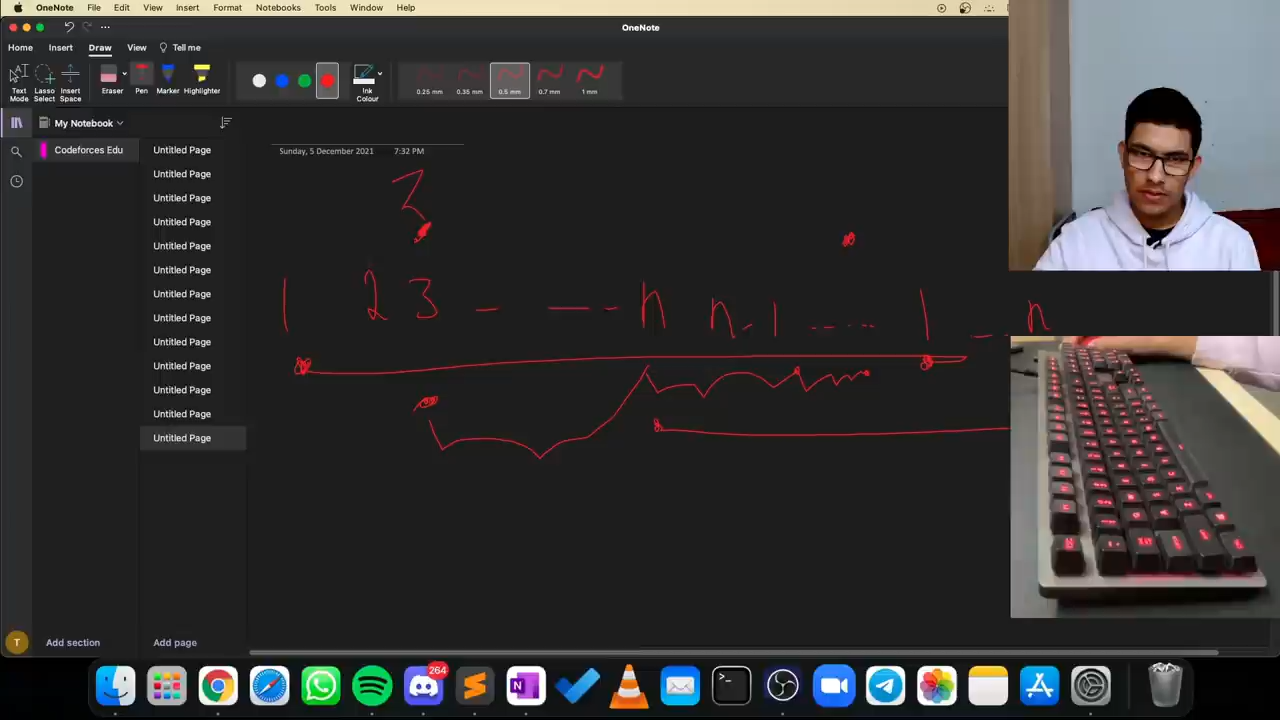 OneNote File Edit View Insert Format Notebooks Tools Window Help
OneNote
Home Insert Draw View Tell me
Text Mode Lasso Select Insert Space Eraser Pen Marker Highlighter Ink Colour 0.25 mm 0.35 mm 0.5 mm 0.7 mm 1 mm
My Notebook
Codeforces Edu
Untitled Page
Untitled Page
Untitled Page
Untitled Page
Untitled Page
Untitled Page
Untitled Page
Untitled Page
Untitled Page
Untitled Page
Untitled Page
Untitled Page
Untitled Page
Sunday, 5 December 2021 7:32 PM
1 2 3 - --- n n-1 .... 1 -- n
T Add section Add page
264